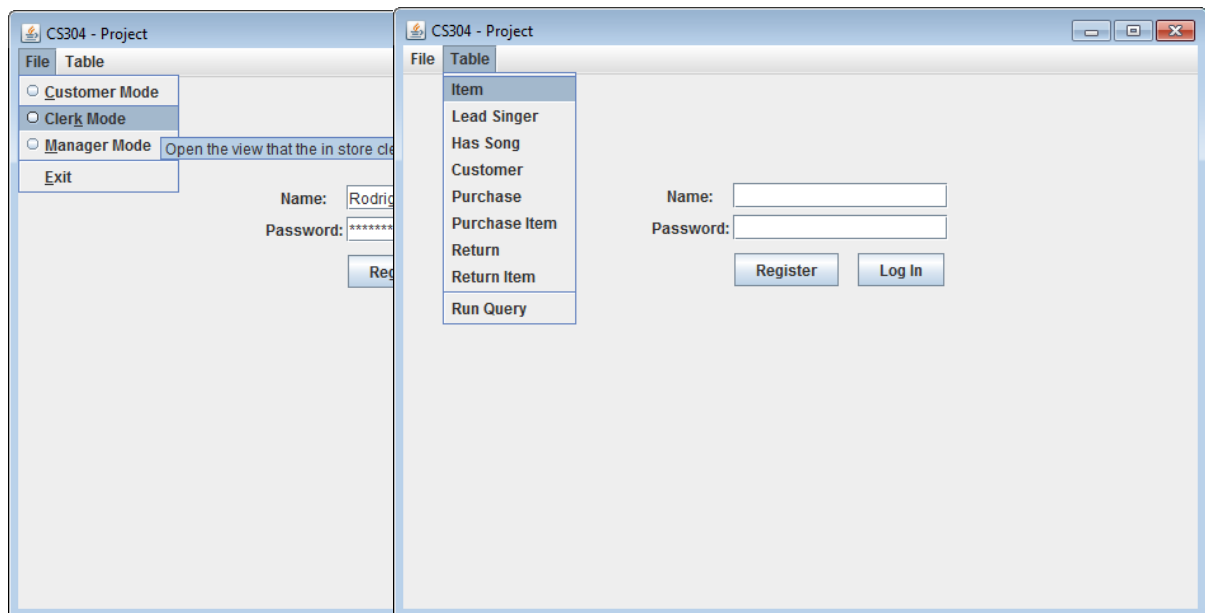 CS304 - Project
File Table
Customer Mode
Clerk Mode
Manager Mode
Open the view that the in store cle
Exit
Name: Rodrig
Password: *******
Reg
CS304 - Project
File Table
Item
Lead Singer
Has Song
Customer
Purchase
Purchase Item
Return
Return Item
Run Query
Name:
Password:
Register Log In